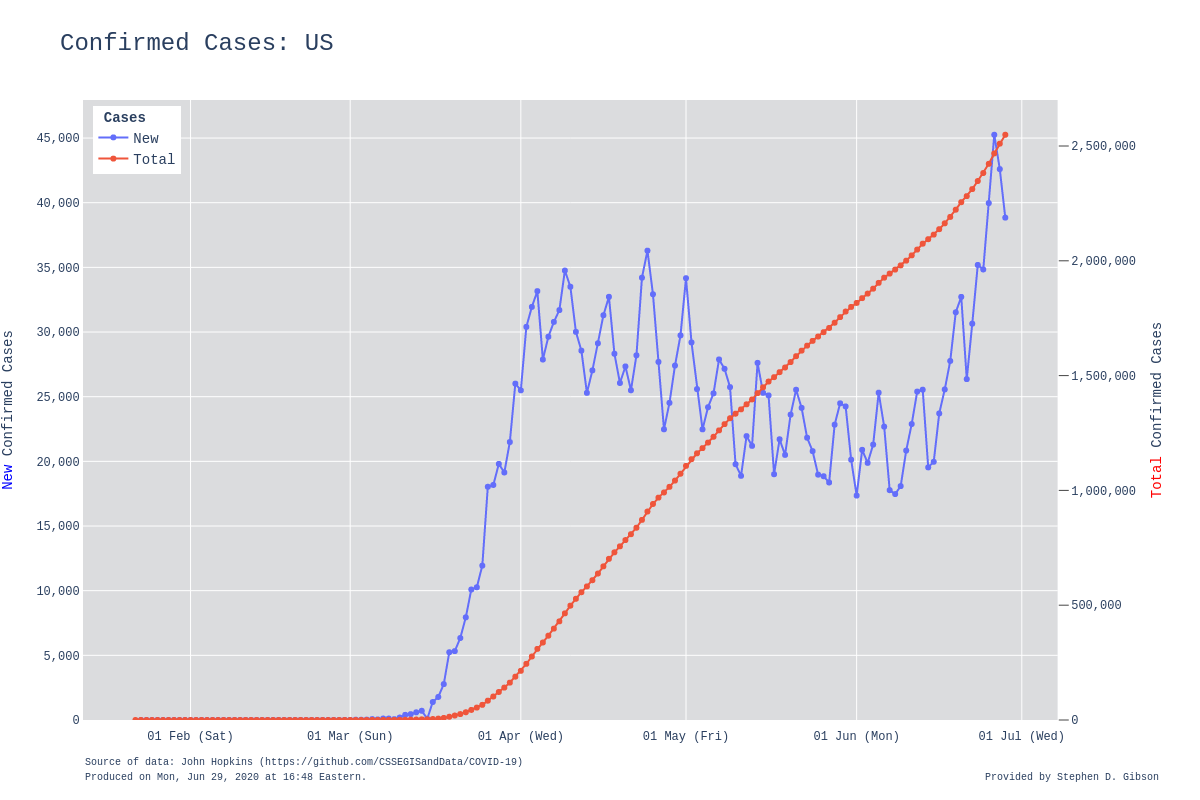 Confirmed Cases: US
Cases
New
Total
45,000
40,000
35,000
30,000
25,000
20,000
15,000
10,000
5,000
0
New Confirmed Cases
2,500,000
2,000,000
1,500,000
1,000,000
500,000
0
Total Confirmed Cases
01 Feb (Sat)
01 Mar (Sun)
01 Apr (Wed)
01 May (Fri)
01 Jun (Mon)
01 Jul (Wed)
Source of data: John Hopkins (https://github.com/CSSEGISandData/COVID-19)
Produced on Mon, Jun 29, 2020 at 16:48 Eastern.
Provided by Stephen D. Gibson